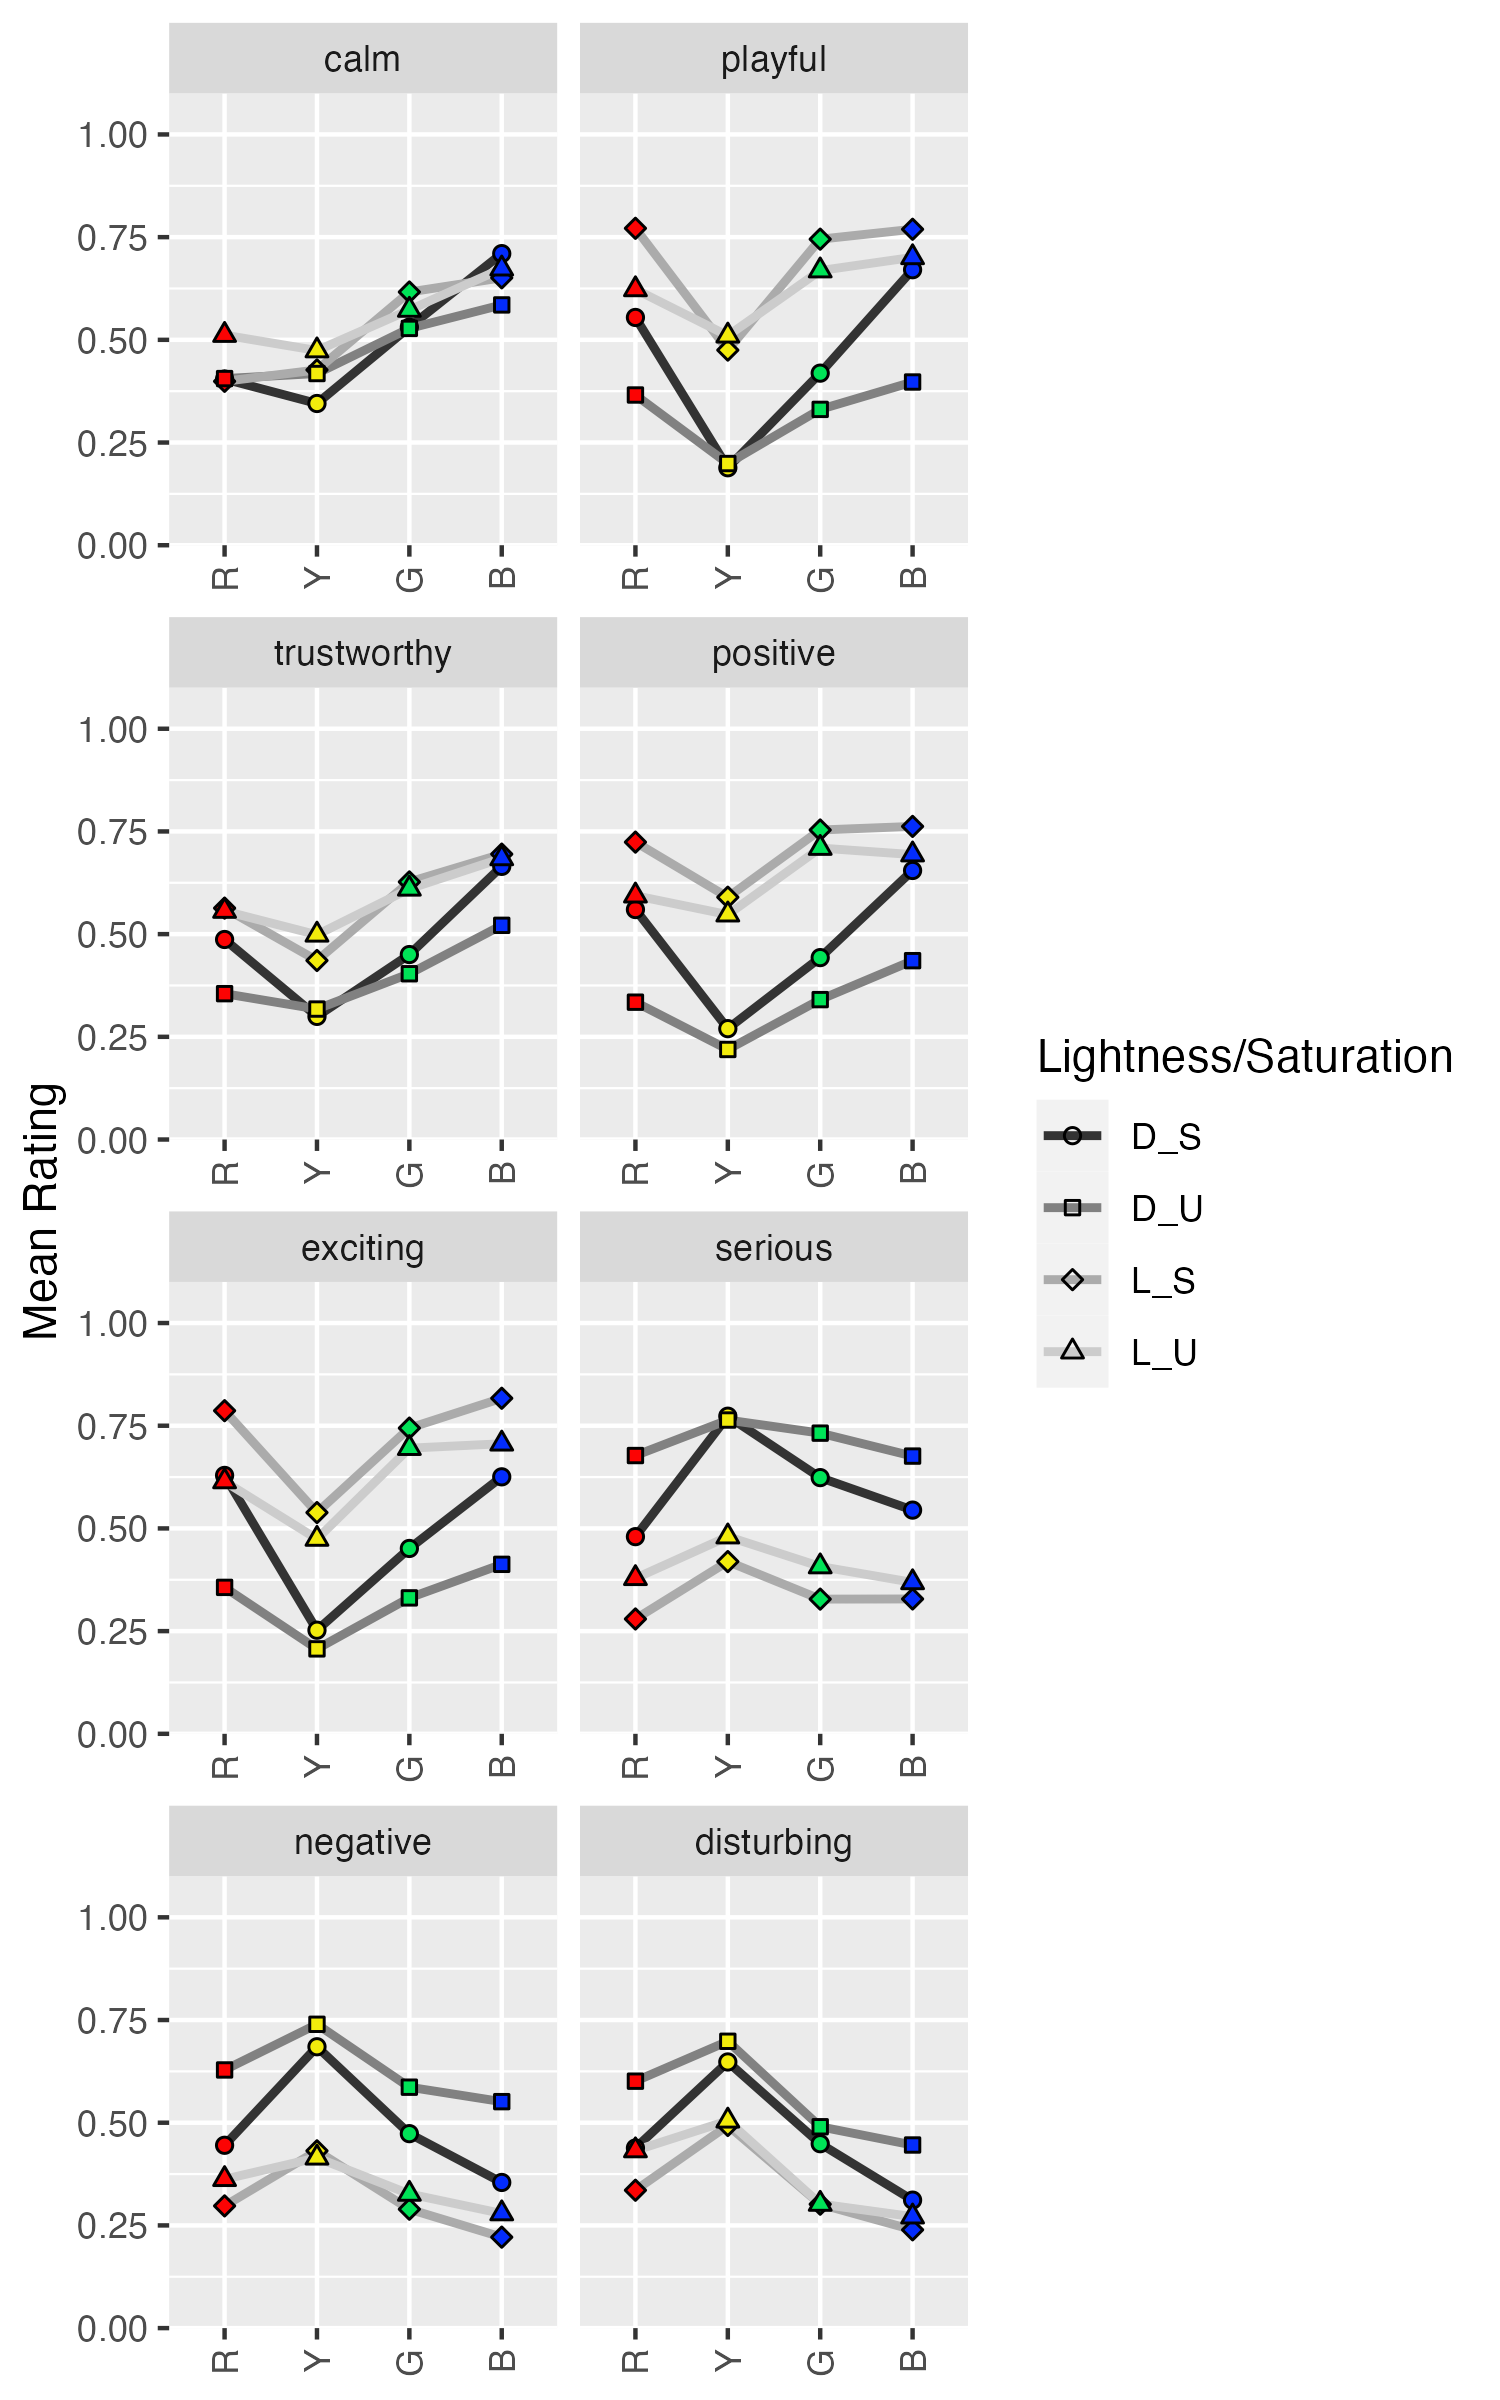 calm
playful
1.00
0.75
0.50
0.25
0.00
R Y G B
R Y G B
trustworthy
positive
1.00
0.75
0.50
0.25
0.00
R Y G B
R Y G B
exciting
serious
1.00
0.75
0.50
0.25
0.00
R Y G B
R Y G B
negative
disturbing
1.00
0.75
0.50
0.25
0.00
R Y G B
R Y G B
Mean Rating
Lightness/Saturation
D_S
D_U
L_S
L_U